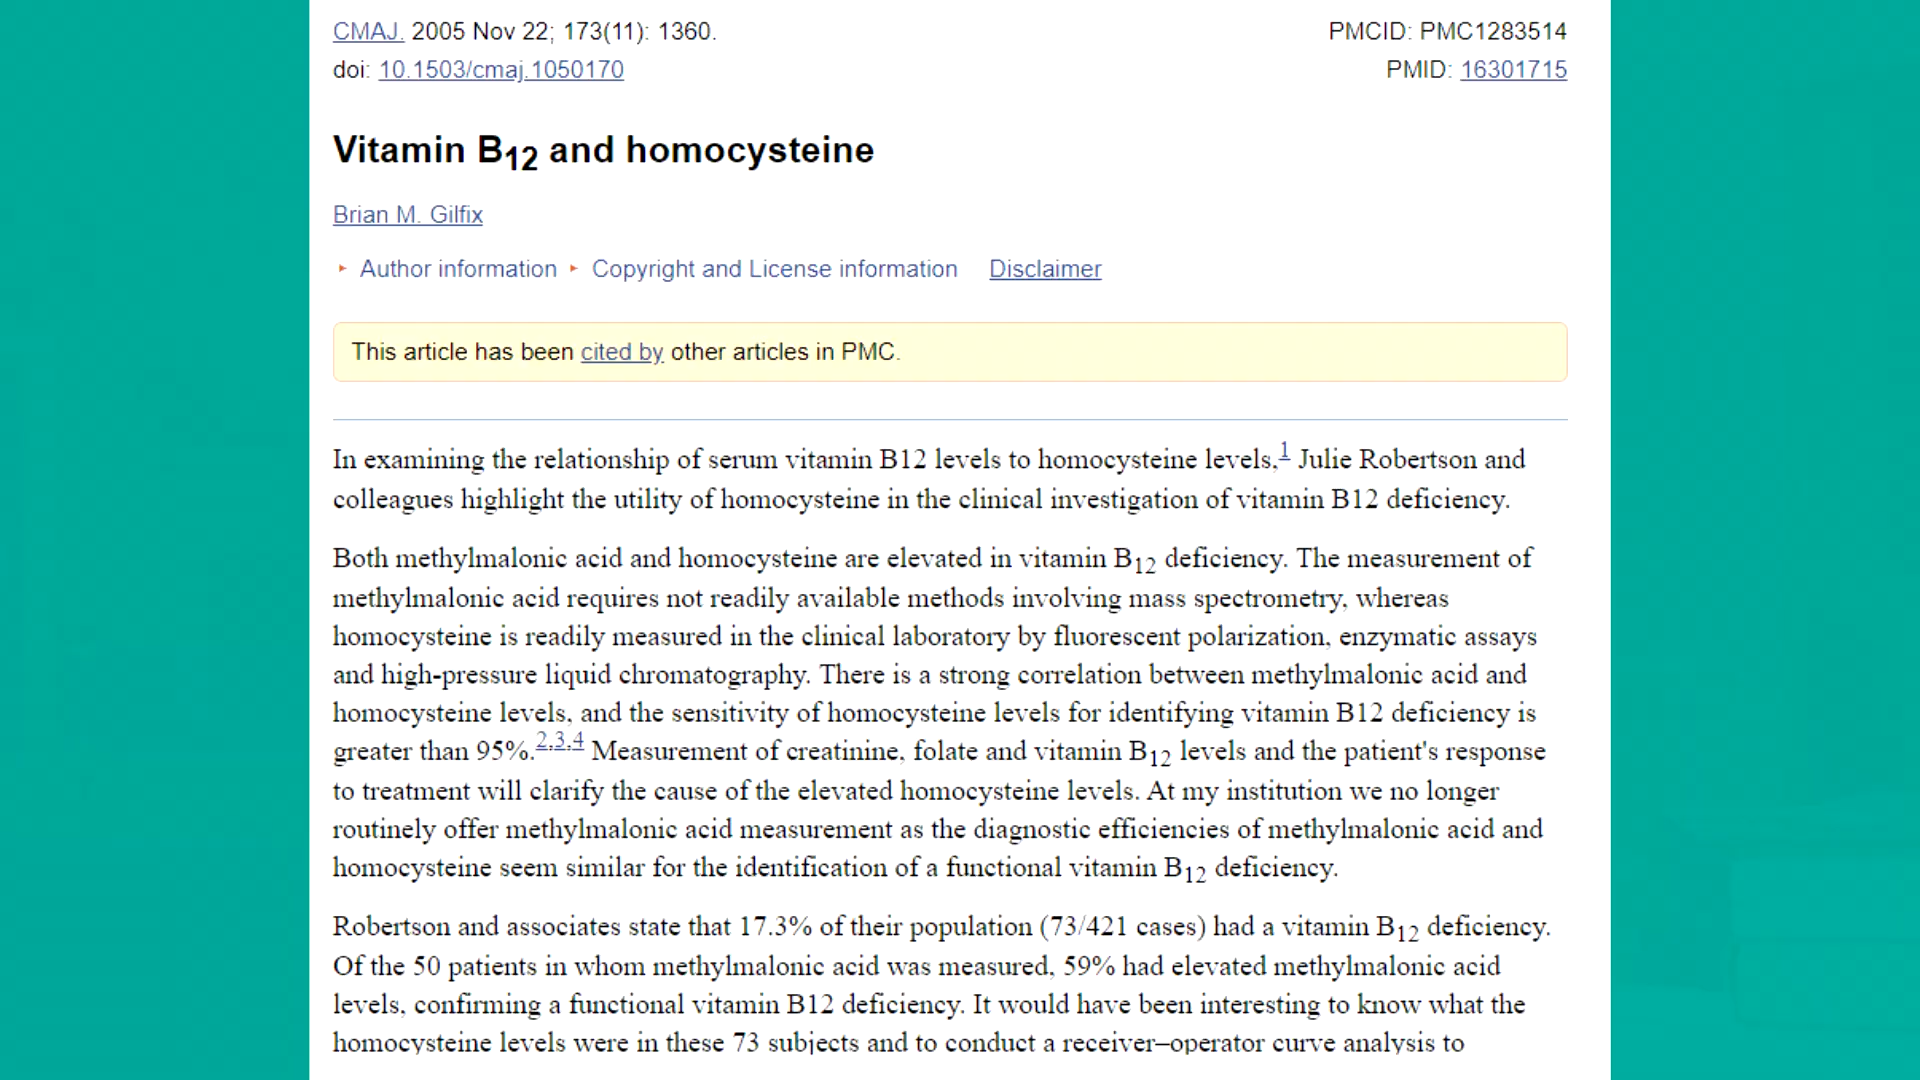 CMAJ. 2005 Nov 22; 173(11): 1360.
PMCID: PMC1283514
doi: 10.1503/cmaj.1050170
PMID: 16301715
Vitamin B12 and homocysteine
Brian M. Gilfix
▸ Author information ▸ Copyright and License information Disclaimer
This article has been cited by other articles in PMC.
In examining the relationship of serum vitamin B12 levels to homocysteine levels,1 Julie Robertson and
colleagues highlight the utility of homocysteine in the clinical investigation of vitamin B12 deficiency.
Both methylmalonic acid and homocysteine are elevated in vitamin B12 deficiency. The measurement of
methylmalonic acid requires not readily available methods involving mass spectrometry, whereas
homocysteine is readily measured in the clinical laboratory by fluorescent polarization, enzymatic assays
and high-pressure liquid chromatography. There is a strong correlation between methylmalonic acid and
homocysteine levels, and the sensitivity of homocysteine levels for identifying vitamin B12 deficiency is
greater than 95%.2,3,4 Measurement of creatinine, folate and vitamin B12 levels and the patient's response
to treatment will clarify the cause of the elevated homocysteine levels. At my institution we no longer
routinely offer methylmalonic acid measurement as the diagnostic efficiencies of methylmalonic acid and
homocysteine seem similar for the identification of a functional vitamin B12 deficiency.
Robertson and associates state that 17.3% of their population (73/421 cases) had a vitamin B12 deficiency.
Of the 50 patients in whom methylmalonic acid was measured, 59% had elevated methylmalonic acid
levels, confirming a functional vitamin B12 deficiency. It would have been interesting to know what the
homocysteine levels were in these 73 subjects and to conduct a receiver–operator curve analysis to